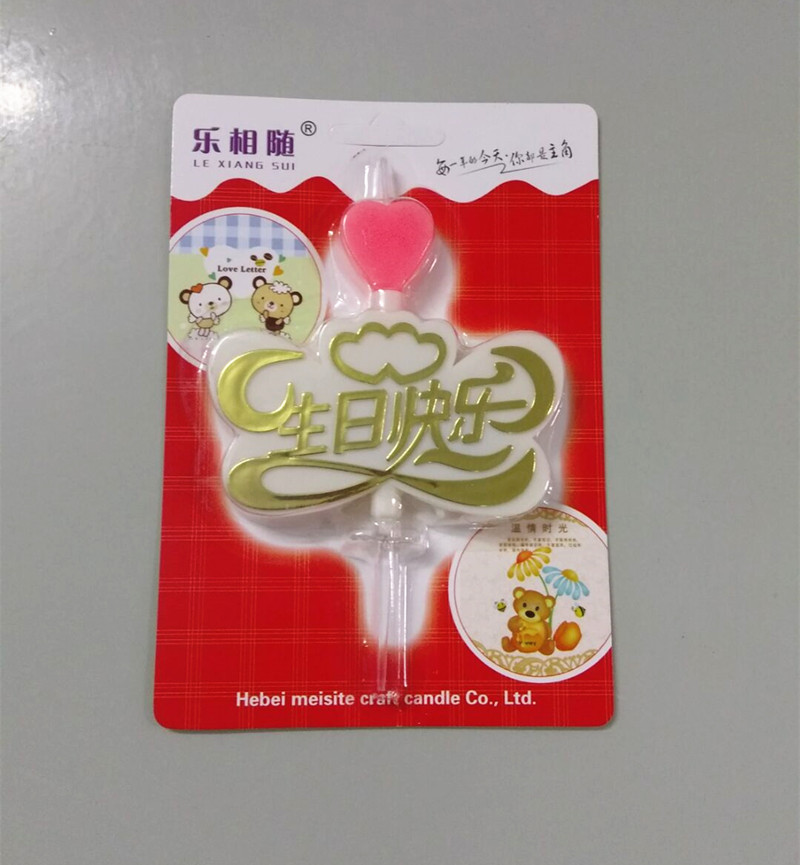 乐相随®
LE XIANG SUI
每一年的今天,你都是主角
Love Letter
生日快乐
温情时光
Hebei meisite craft candle Co., Ltd.